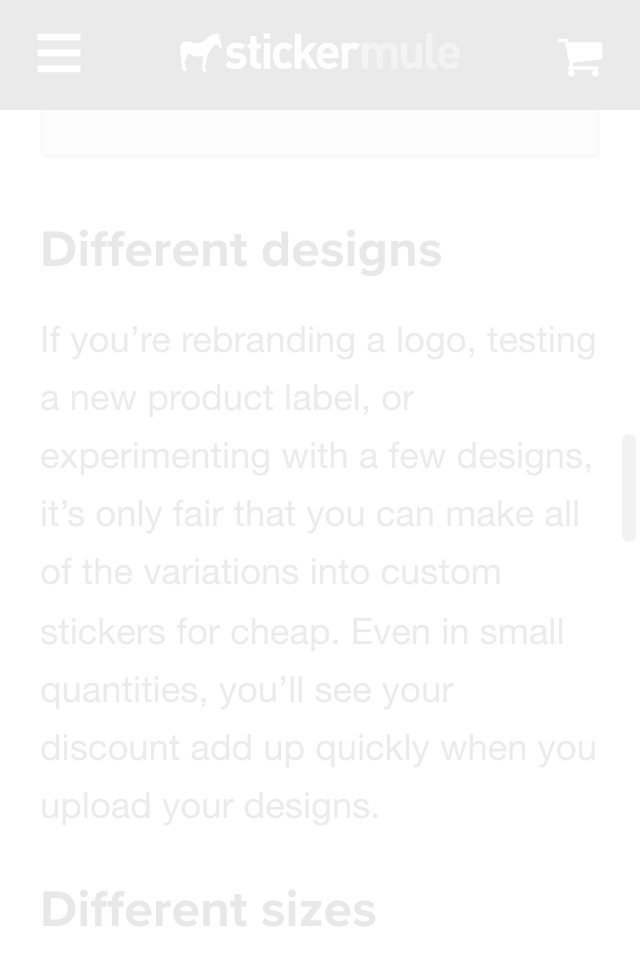 stickermule
Different designs
If you’re rebranding a logo, testing
a new product label, or
experimenting with a few designs,
it’s only fair that you can make all
of the variations into custom
stickers for cheap. Even in small
quantities, you’ll see your
discount add up quickly when you
upload your designs.
Different sizes